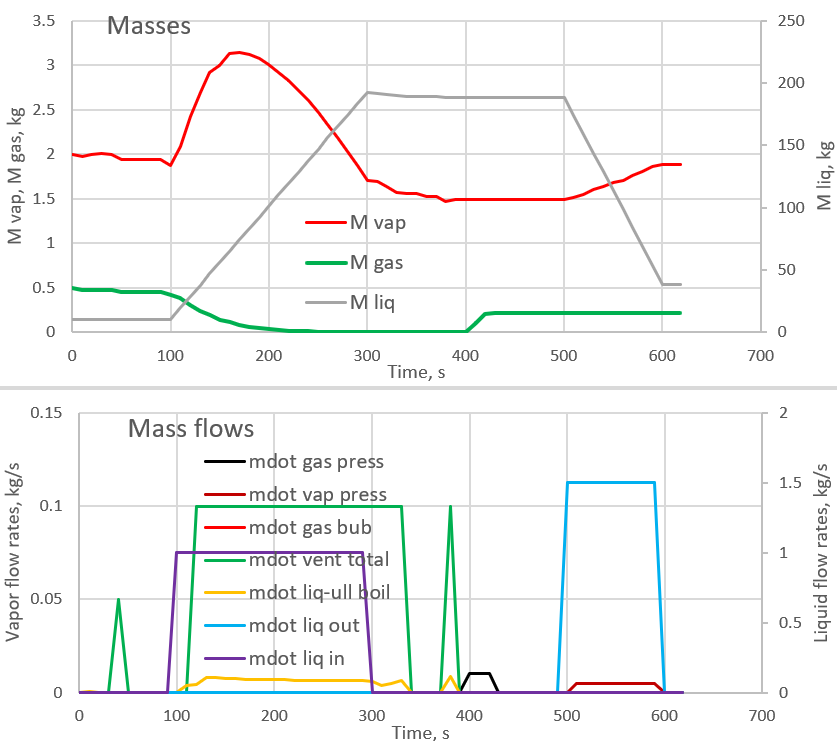 Masses
3.5
3
2.5
2
1.5
1
0.5
0
M vap, M gas, kg
250
200
150
100
50
0
M liq, kg
M vap
M gas
M liq
0 100 200 300 400 500 600 700
Time, s
Mass flows
0.15
0.1
0.05
0
Vapor flow rates, kg/s
2
1.5
1
0.5
0
Liquid flow rates, kg/s
mdot gas press
mdot vap press
mdot gas bub
mdot vent total
mdot liq-ull boil
mdot liq out
mdot liq in
0 100 200 300 400 500 600 700
Time, s